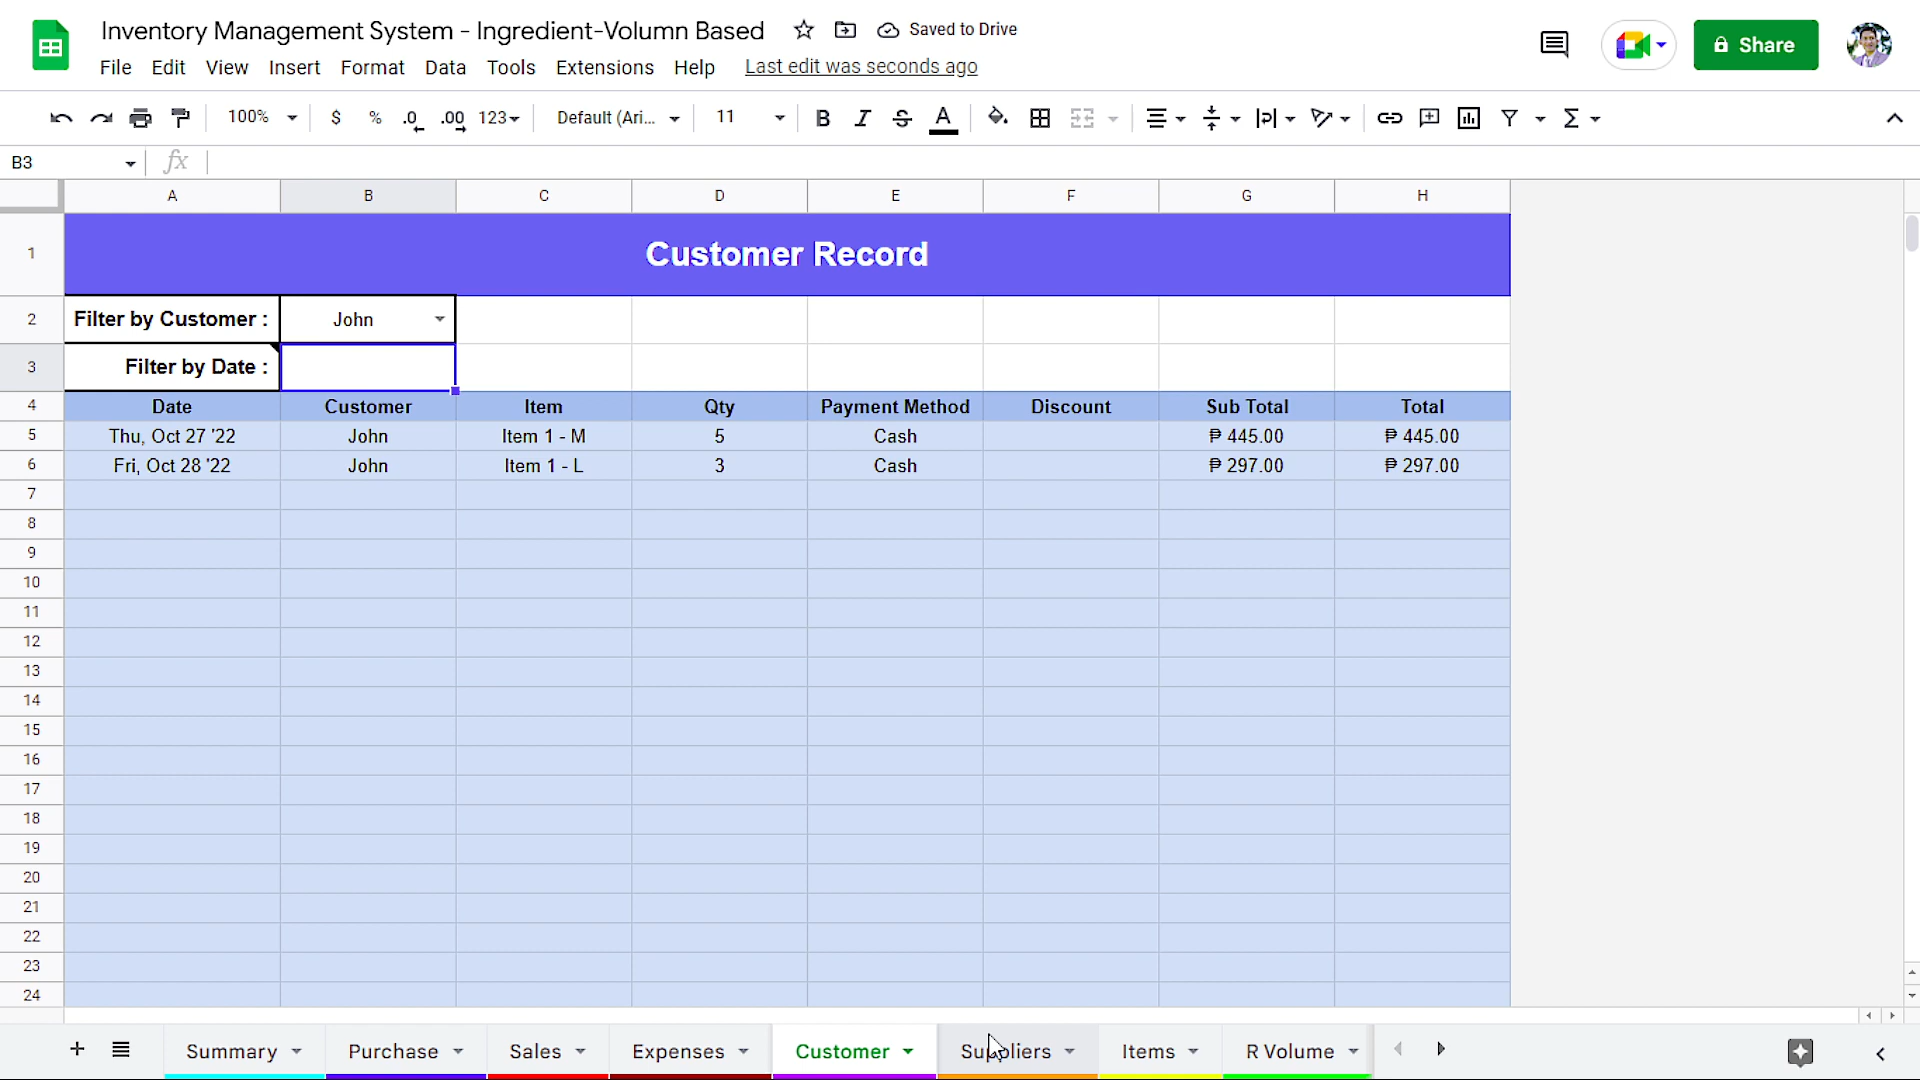 Inventory Management System - Ingredient-Volumn Based
Saved to Drive
Share
File Edit View Insert Format Data Tools Extensions Help Last edit was seconds ago
100% $ % .0 .00 123 Default (Ari... 11 B I S A
B3 fx
A B C D E F G H
1 Customer Record
2 Filter by Customer : John
3 Filter by Date :
4 Date Customer Item Qty Payment Method Discount Sub Total Total
5 Thu, Oct 27 '22 John Item 1 - M 5 Cash ₱ 445.00 ₱ 445.00
6 Fri, Oct 28 '22 John Item 1 - L 3 Cash ₱ 297.00 ₱ 297.00
7
8
9
10
11
12
13
14
15
16
17
18
19
20
21
22
23
24
Summary Purchase Sales Expenses Customer Suppliers Items R Volume